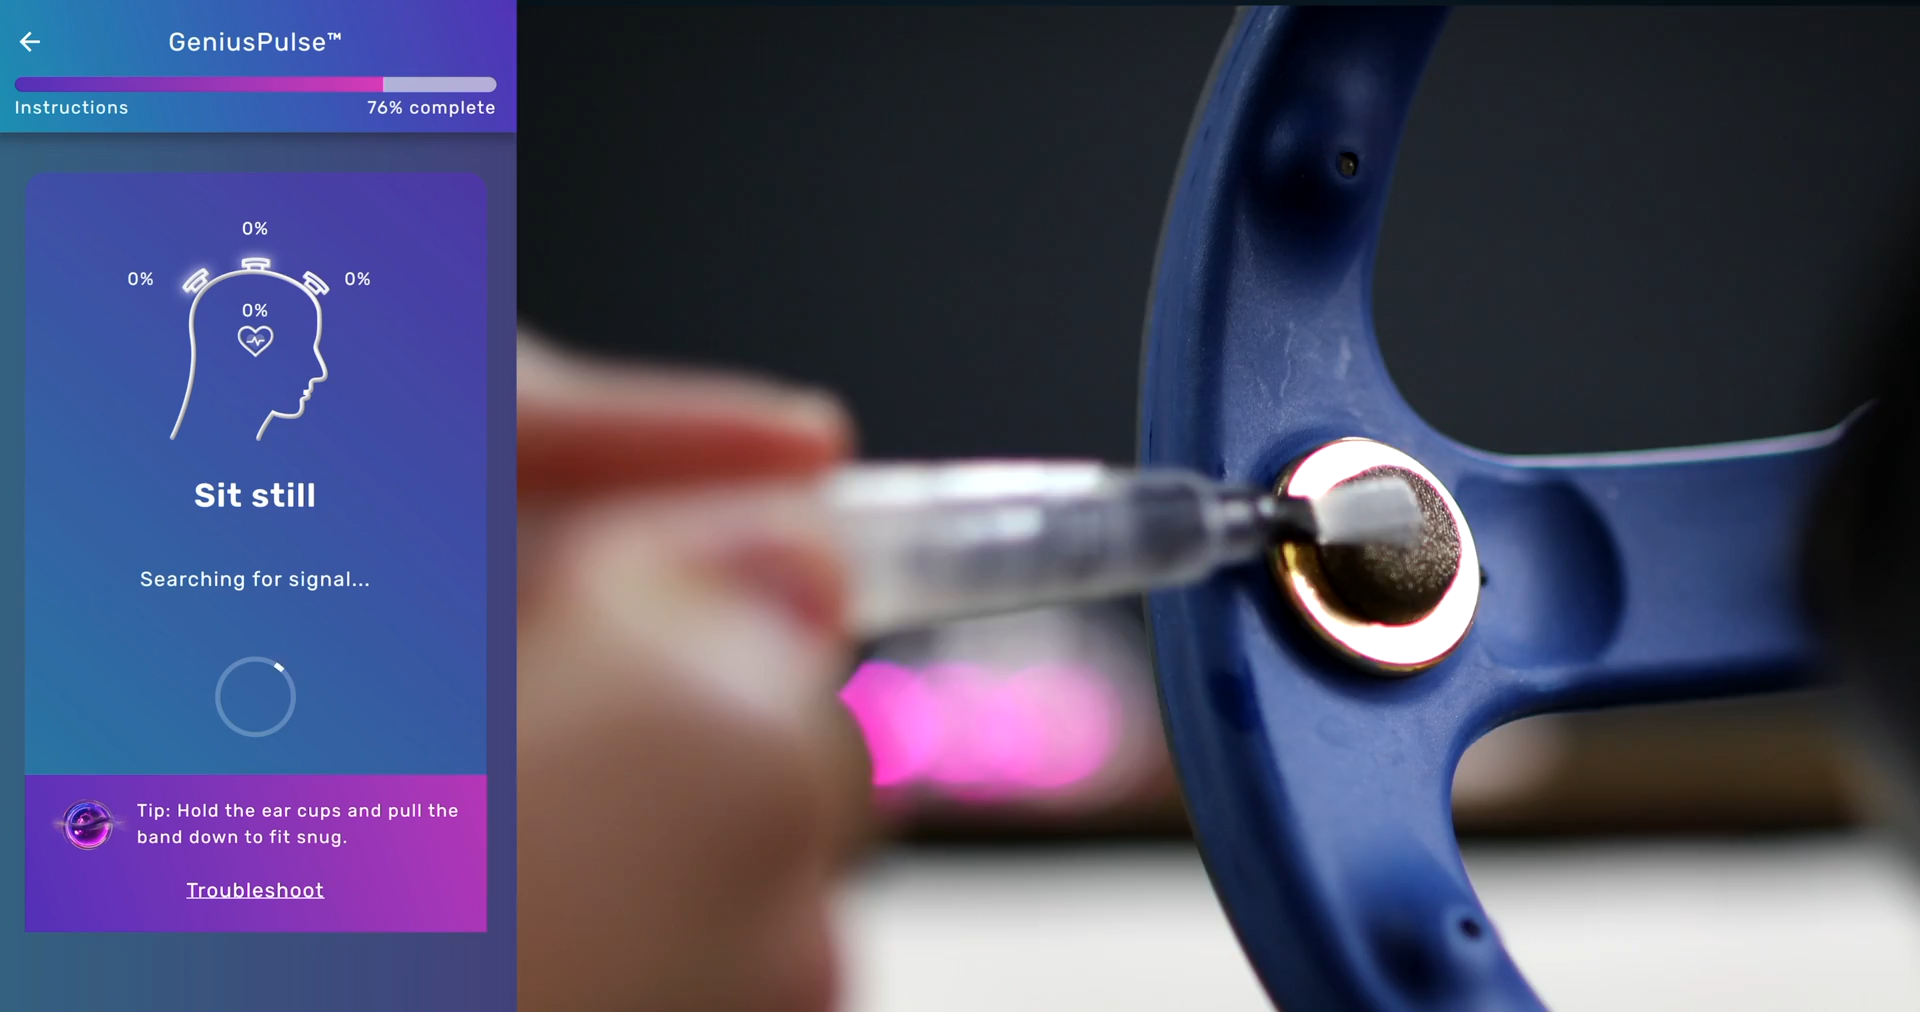 GeniusPulse™
Instructions
76% complete
0%
0%
0%
0%
Sit still
Searching for signal...
Tip: Hold the ear cups and pull the
band down to fit snug.
Troubleshoot